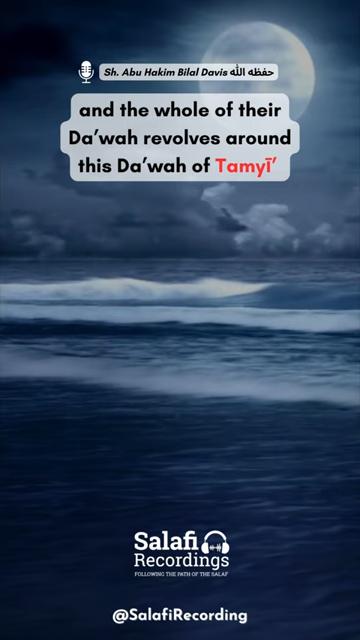 Sh. Abu Hakim Bilal Davis حفظه الله
and the whole of their
Da’wah revolves around
this Da’wah of Tamyī’
Salafi
Recordings
FOLLOWING THE PATH OF THE SALAF
@SalafiRecording